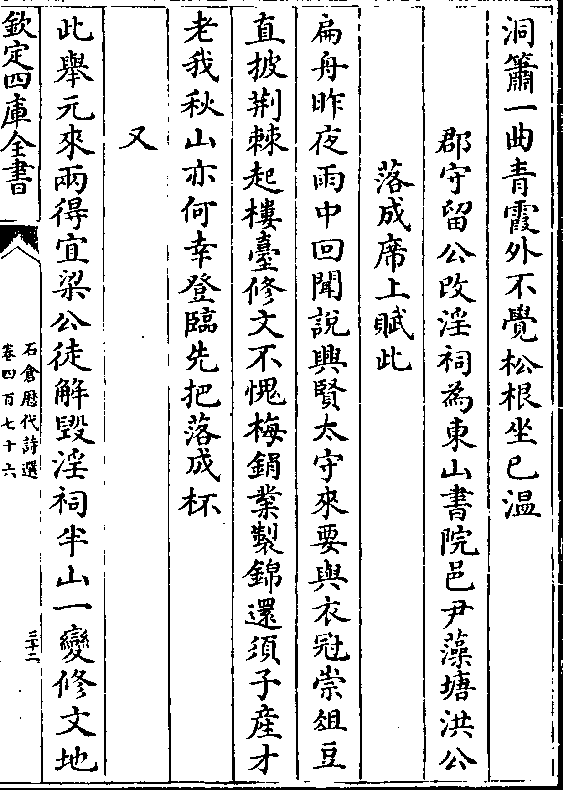 洞簫一曲青霞外不覺松根坐已温
郡守留公改淫祠為東山書院邑尹藻塘洪公
落成席上賦此
扁舟昨夜雨中回聞說興賢太守來要與衣冠崇俎豆
直披荆棘起樓臺修文不愧梅鋗業製錦還須子產才
老我秋山亦何幸登臨先把落成杯
又
此舉元來兩得宜梁公徒解毀淫祠半山一變修文地
欽定四庫全書
石倉歷代詩選
卷四百七十六
三十二